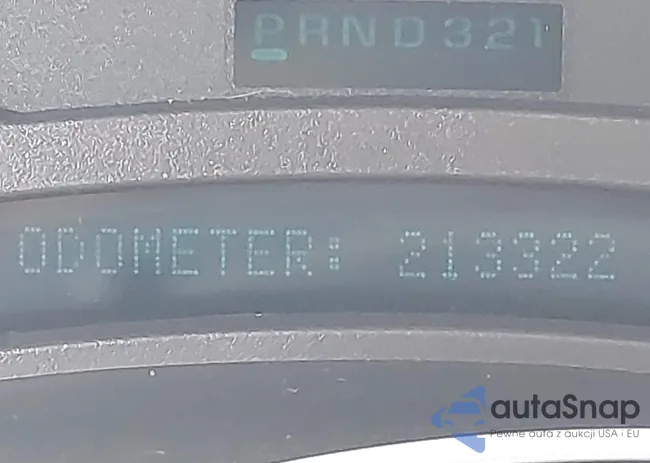 PRND321
ODOMETER: 213322
autaSnap
Pewne auta z aukcji USA i EU